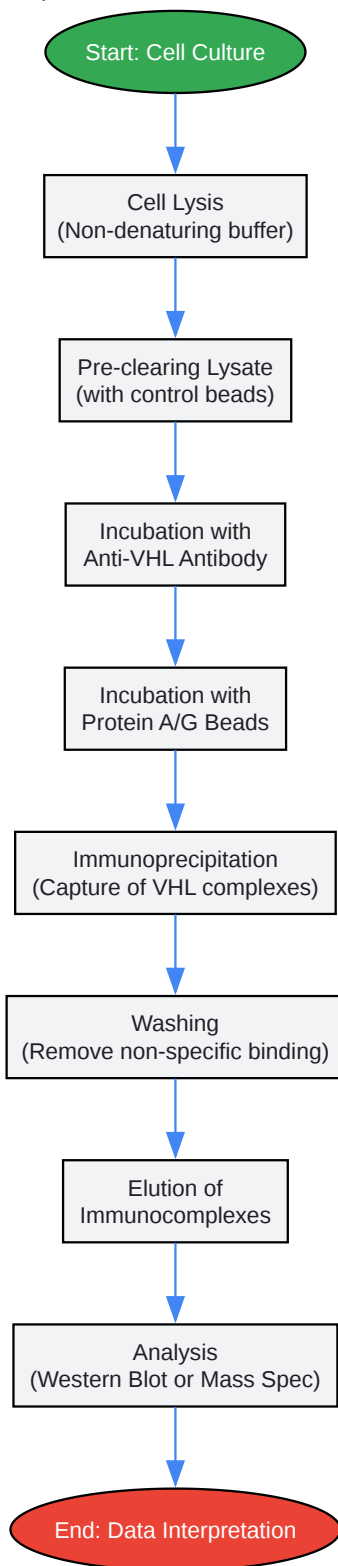 Start: Cell Culture
Cell Lysis
(Non-denaturing buffer)
Pre-clearing Lysate
(with control beads)
Incubation with
Anti-VHL Antibody
Incubation with
Protein A/G Beads
Immunoprecipitation
(Capture of VHL complexes)
Washing
(Remove non-specific binding)
Elution of
Immunocomplexes
Analysis
(Western Blot or Mass Spec)
End: Data Interpretation